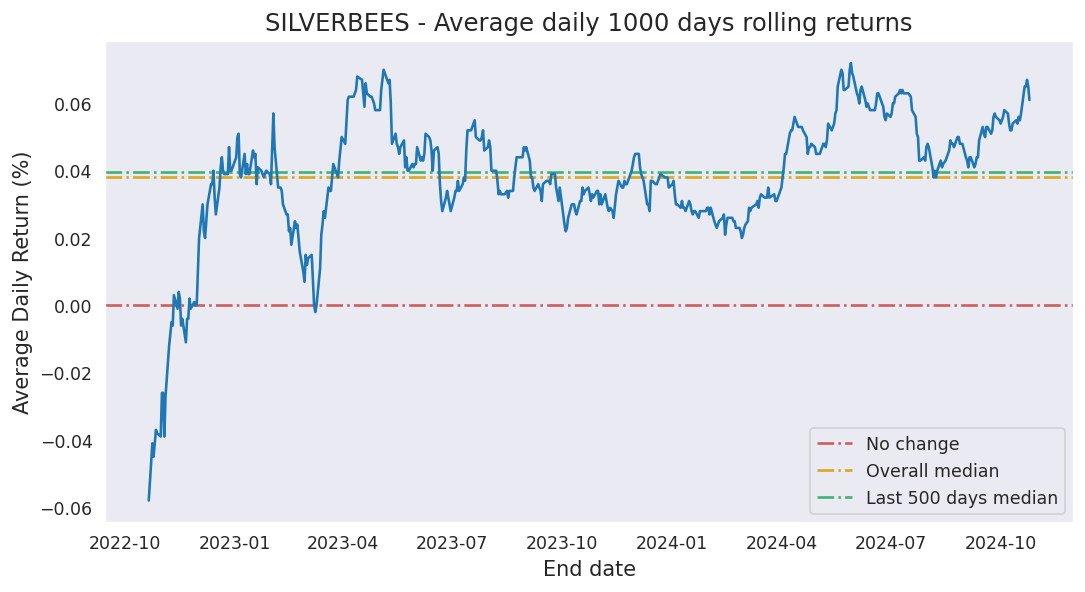 SILVERBEES - Average daily 1000 days rolling returns
Average Daily Return (%)
0.06
0.04
0.02
0.00
−0.02
−0.04
−0.06
No change
Overall median
Last 500 days median
2022-10 2023-01 2023-04 2023-07 2023-10 2024-01 2024-04 2024-07 2024-10
End date